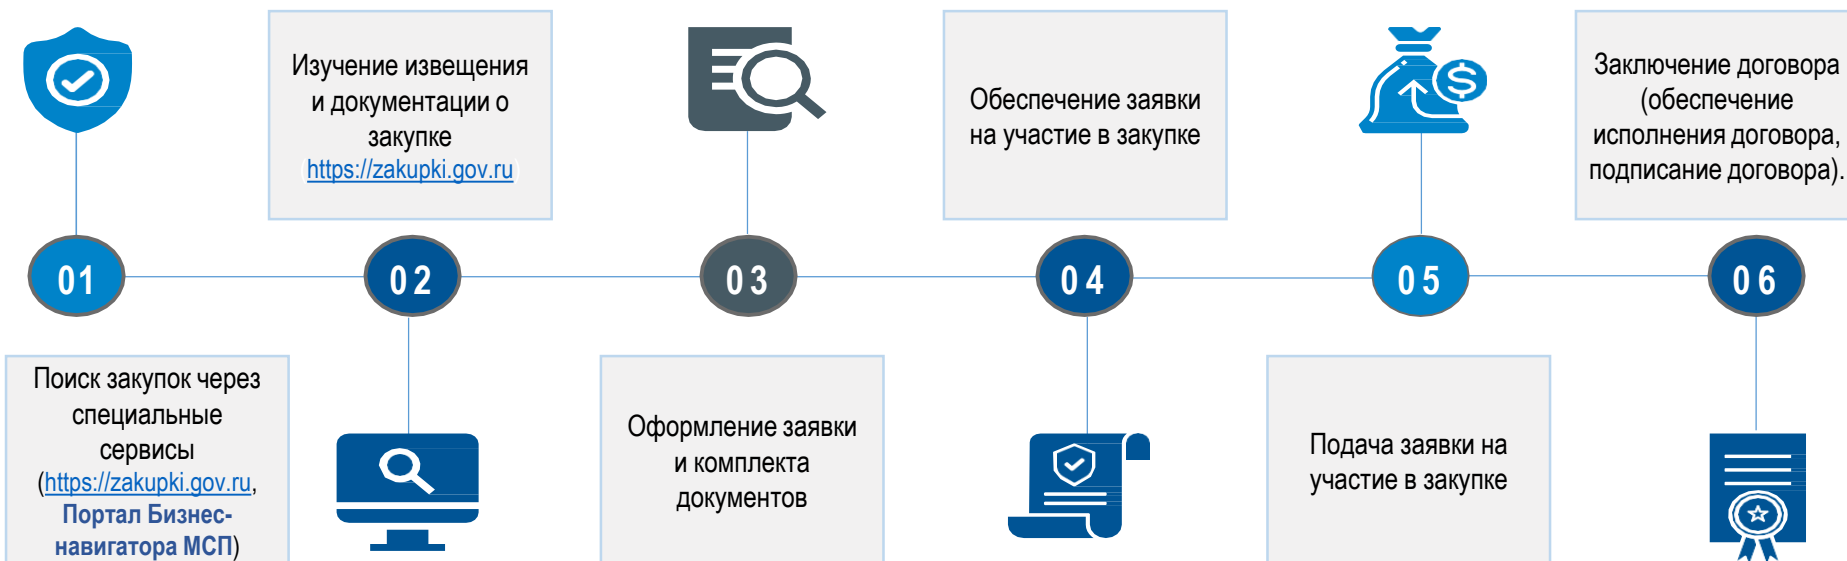 Изучение извещения
и документации о
закупке
(https://zakupki.gov.ru)
Обеспечение заявки
на участие в закупке
$
Заключение договора
(обеспечение
исполнения договора,
подписание договора).
01
02
03
04
05
06
Поиск закупок через
специальные
сервисы
(https://zakupki.gov.ru,
Портал Бизнес-
навигатора МСП)
Оформление заявки
и комплекта
документов
Подача заявки на
участие в закупке